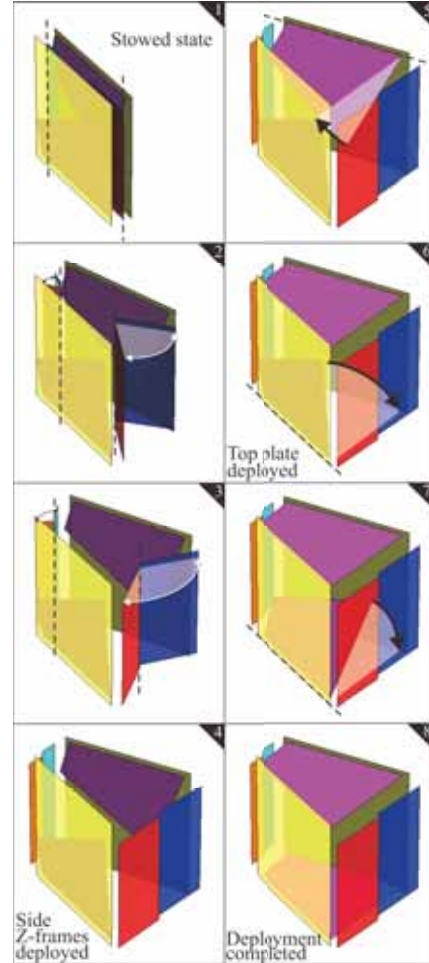 1
Stowed state
2
3
4
Side
Z-frames
deployed
5
6
Top plate
deployed
7
8
Deployment
completed